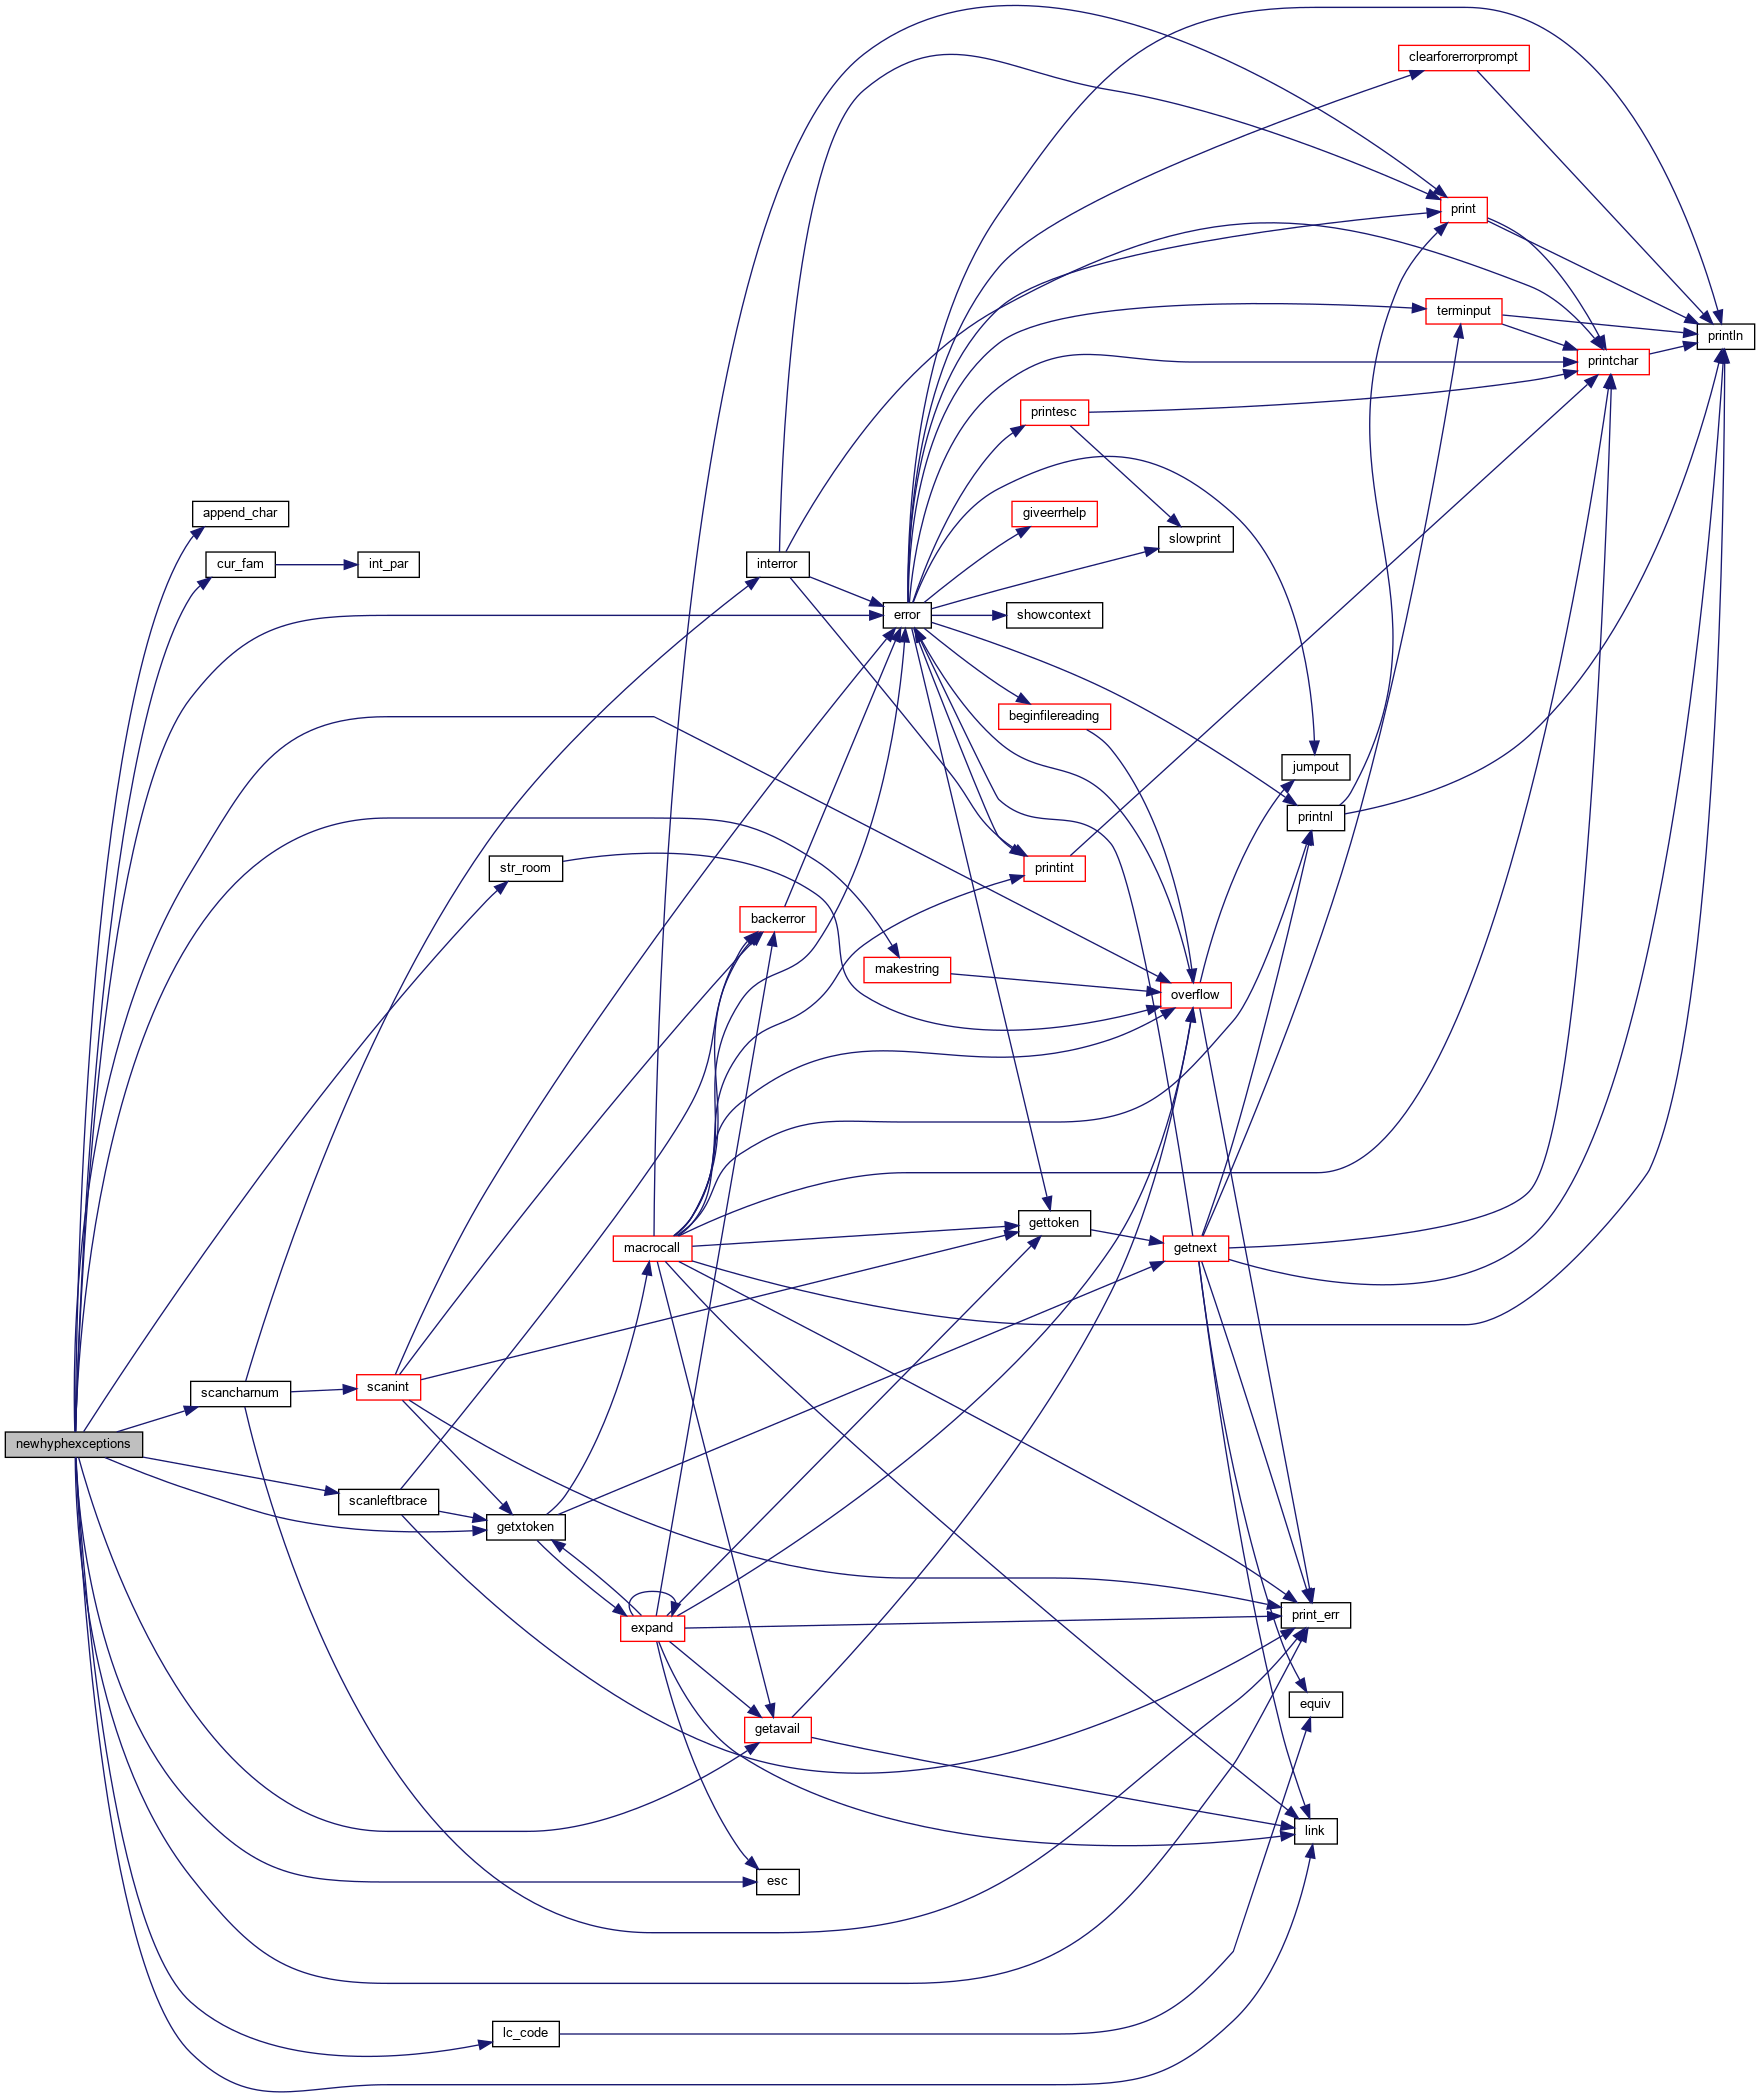 clearforerrorprompt
print
terminput
println
printchar
printesc
append_char
giveerrhelp
slowprint
cur_fam
int_par
interror
error
showcontext
beginfilereading
jumpout
printnl
str_room
printint
backerror
makestring
overflow
gettoken
macrocall
getnext
scancharnum
scanint
newhyphexceptions
scanleftbrace
getxtoken
expand
print_err
equiv
getavail
link
esc
lc_code